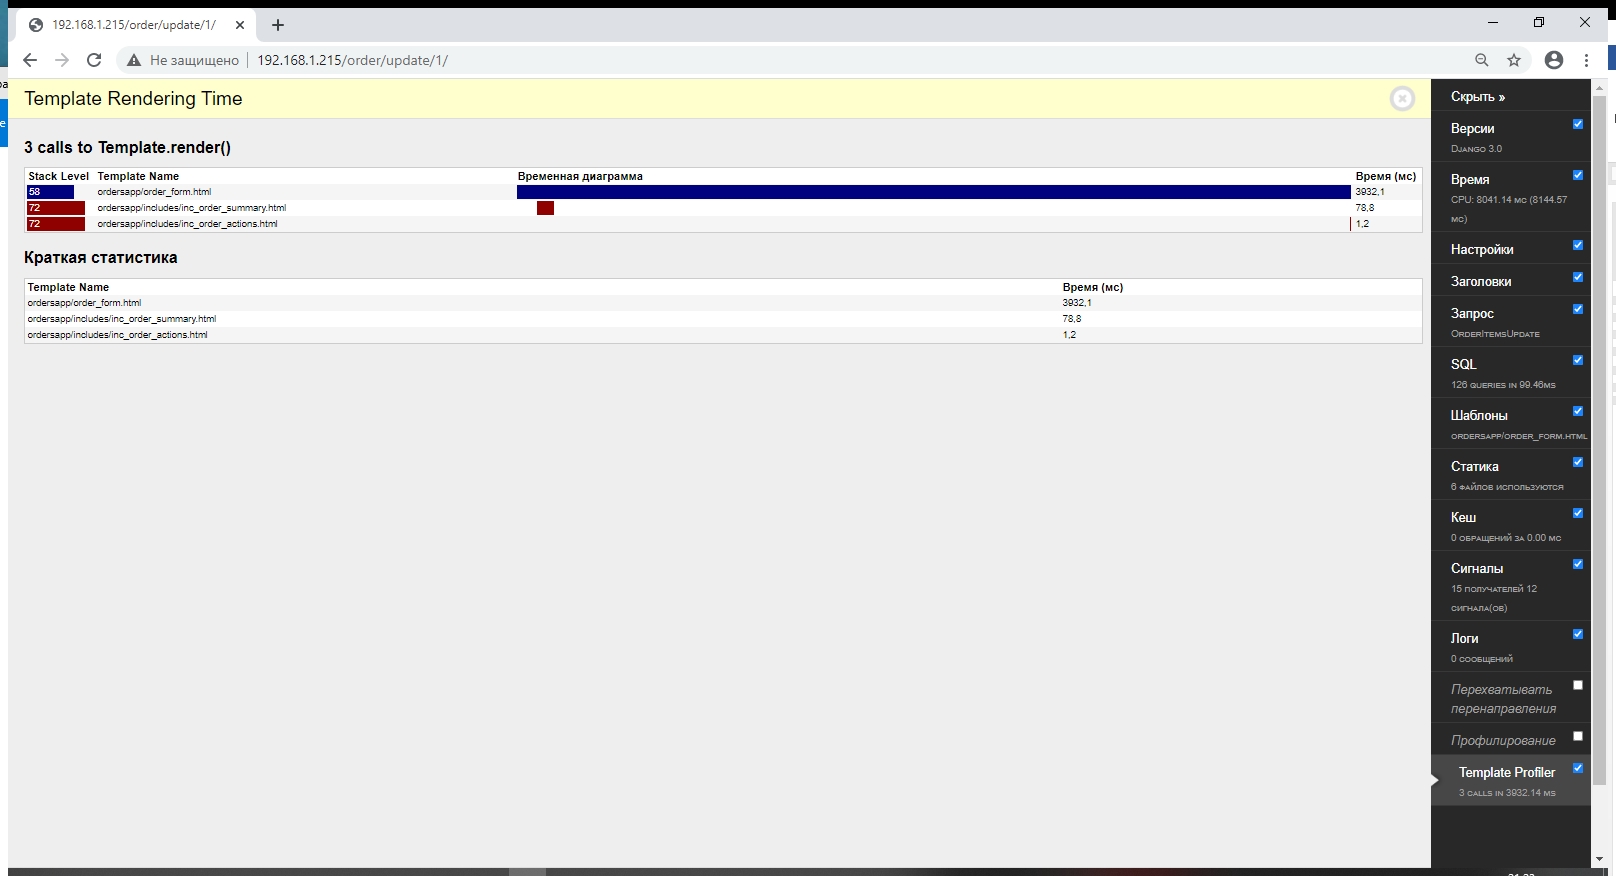 192.168.1.215/order/update/1/
Не защищено 192.168.1.215/order/update/1/
Template Rendering Time
3 calls to Template.render()
Stack Level Template Name Временная диаграмма Время (мс)
58 ordersapp/order_form.html 3932,1
72 ordersapp/includes/inc_order_summary.html 78,8
72 ordersapp/includes/inc_order_actions.html 1,2
Краткая статистика
Template Name Время (мс)
ordersapp/order_form.html 3932,1
ordersapp/includes/inc_order_summary.html 78,8
ordersapp/includes/inc_order_actions.html 1,2
Скрыть »
Версии
Django 3.0
Время
CPU: 8041.14 мс (8144.57
мс)
Настройки
Заголовки
Запрос
OrderItemsUpdate
SQL
126 queries in 99.46ms
Шаблоны
ordersapp/order_form.html
Статика
6 файлов используются
Кеш
0 обращений за 0.00 мс
Сигналы
15 получателей 12
сигнала(ов)
Логи
0 сообщений
Перехватывать
перенаправления
Профилирование
Template Profiler
3 calls in 3932.14 ms